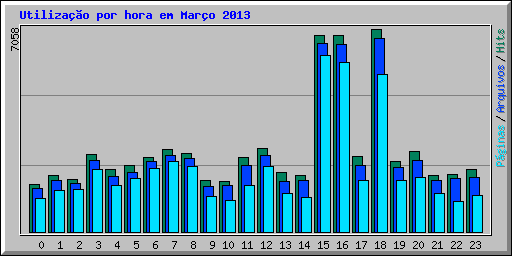 Utilização por hora em Março 2013
7058
Páginas / Arquivos / Hits
0 1 2 3 4 5 6 7 8 9 10 11 12 13 14 15 16 17 18 19 20 21 22 23